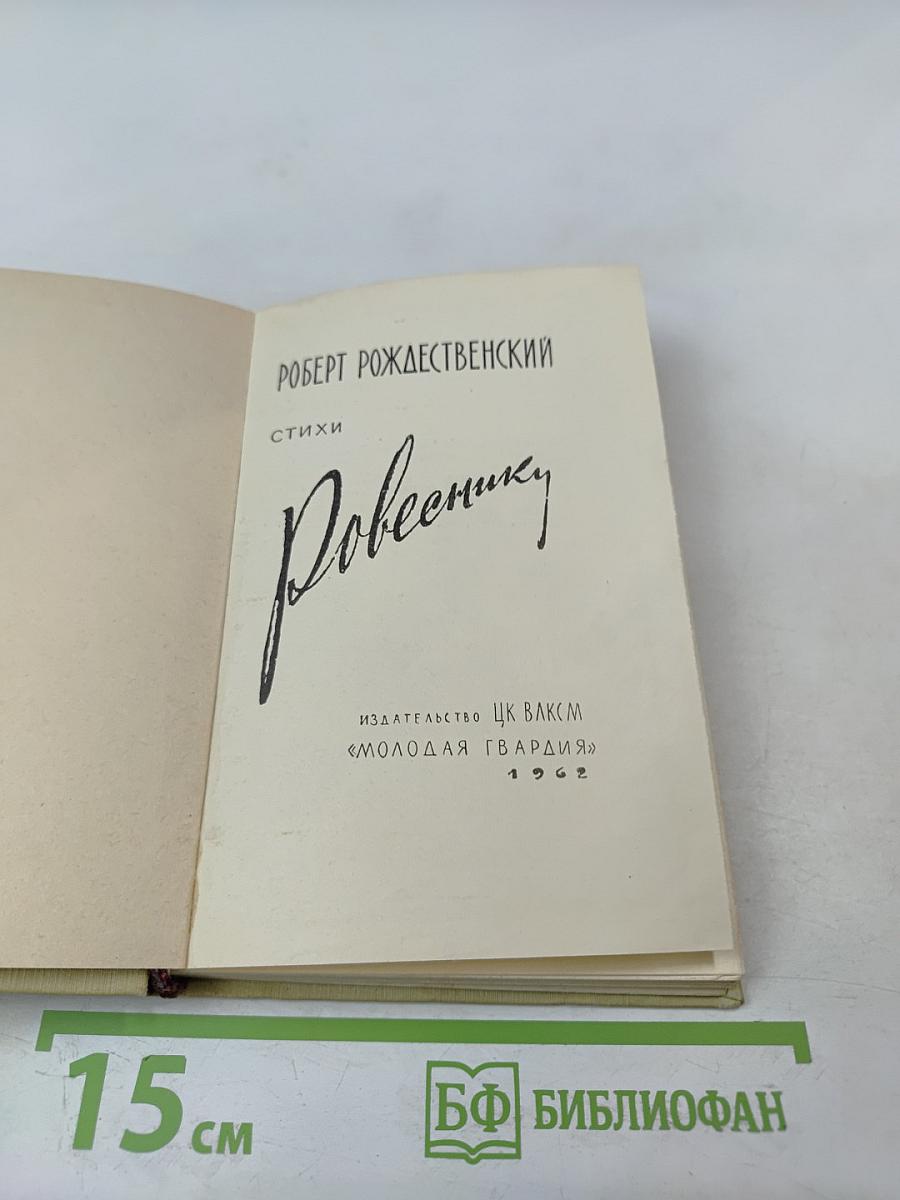 РОБЕРТ РОЖДЕСТВЕНСКИЙ
СТИХИ
Ровеснику
ИЗДАТЕЛЬСТВО ЦК ВЛКСМ
«МОЛОДАЯ ГВАРДИЯ»
1962
15 см
БФ БИБЛИОФАН